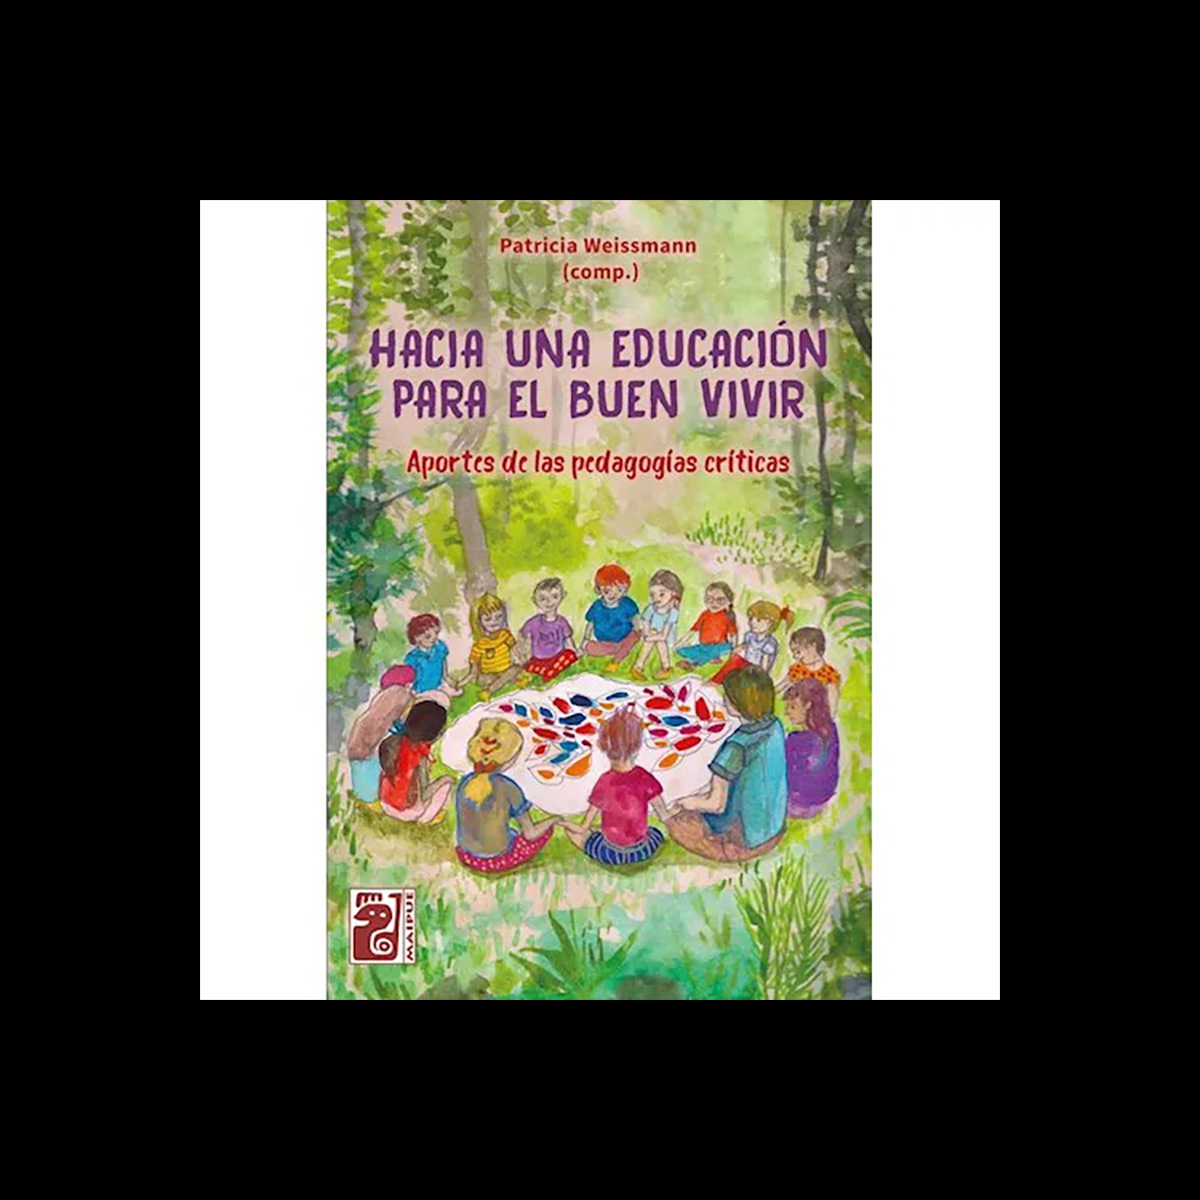 Patricia Weissmann
(comp.)
HACIA UNA EDUCACIÓN
PARA EL BUEN VIVIR
Aportes de las pedagogías críticas
MAIPUE